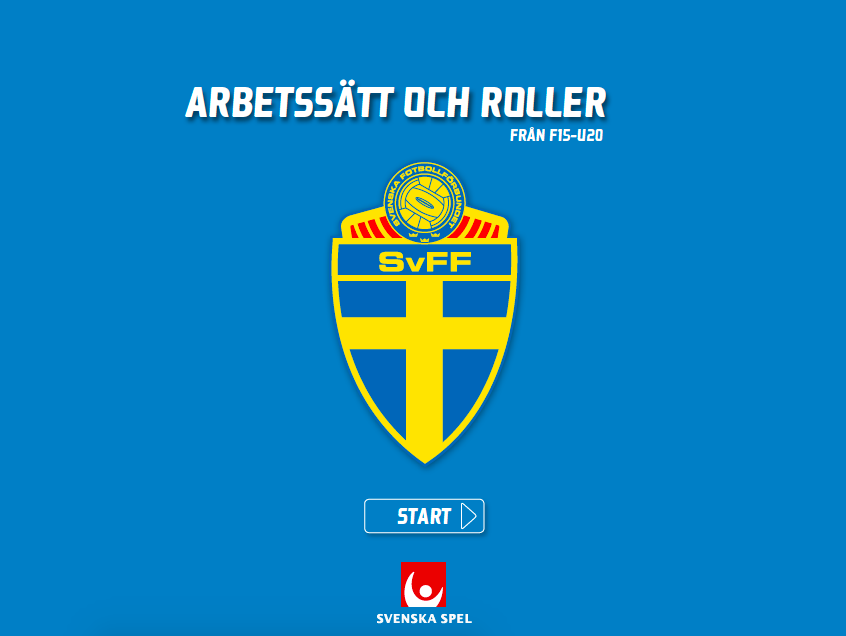 ARBETSSÄTT OCH ROLLER
FRÅN F15-U20
SVENSKA FOTBOLLFÖRBUNDET
SvFF
START
SVENSKA SPEL